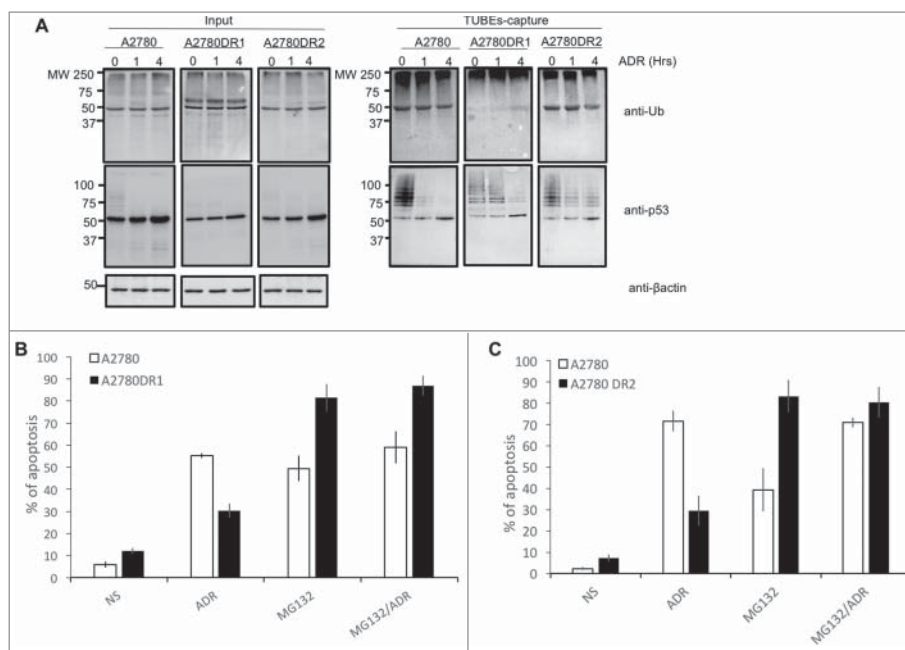 A
Input
TUBEs-capture
A2780 A2780DR1 A2780DR2
A2780 A2780DR1 A2780DR2
0 1 4 0 1 4 0 1 4
0 1 4 0 1 4 0 1 4 ADR (Hrs)
MW 250
75
50
37
MW 250
75
50
37
anti-Ub
100
75
50
37
100
75
50
37
anti-p53
50
anti-βactin
B
A2780
A2780DR1
% of apoptosis
100
90
80
70
60
50
40
30
20
10
0
NS ADR MG132 MG132/ADR
C
A2780
A2780 DR2
% of apoptosis
100
90
80
70
60
50
40
30
20
10
0
NS ADR MG132 MG132/ADR